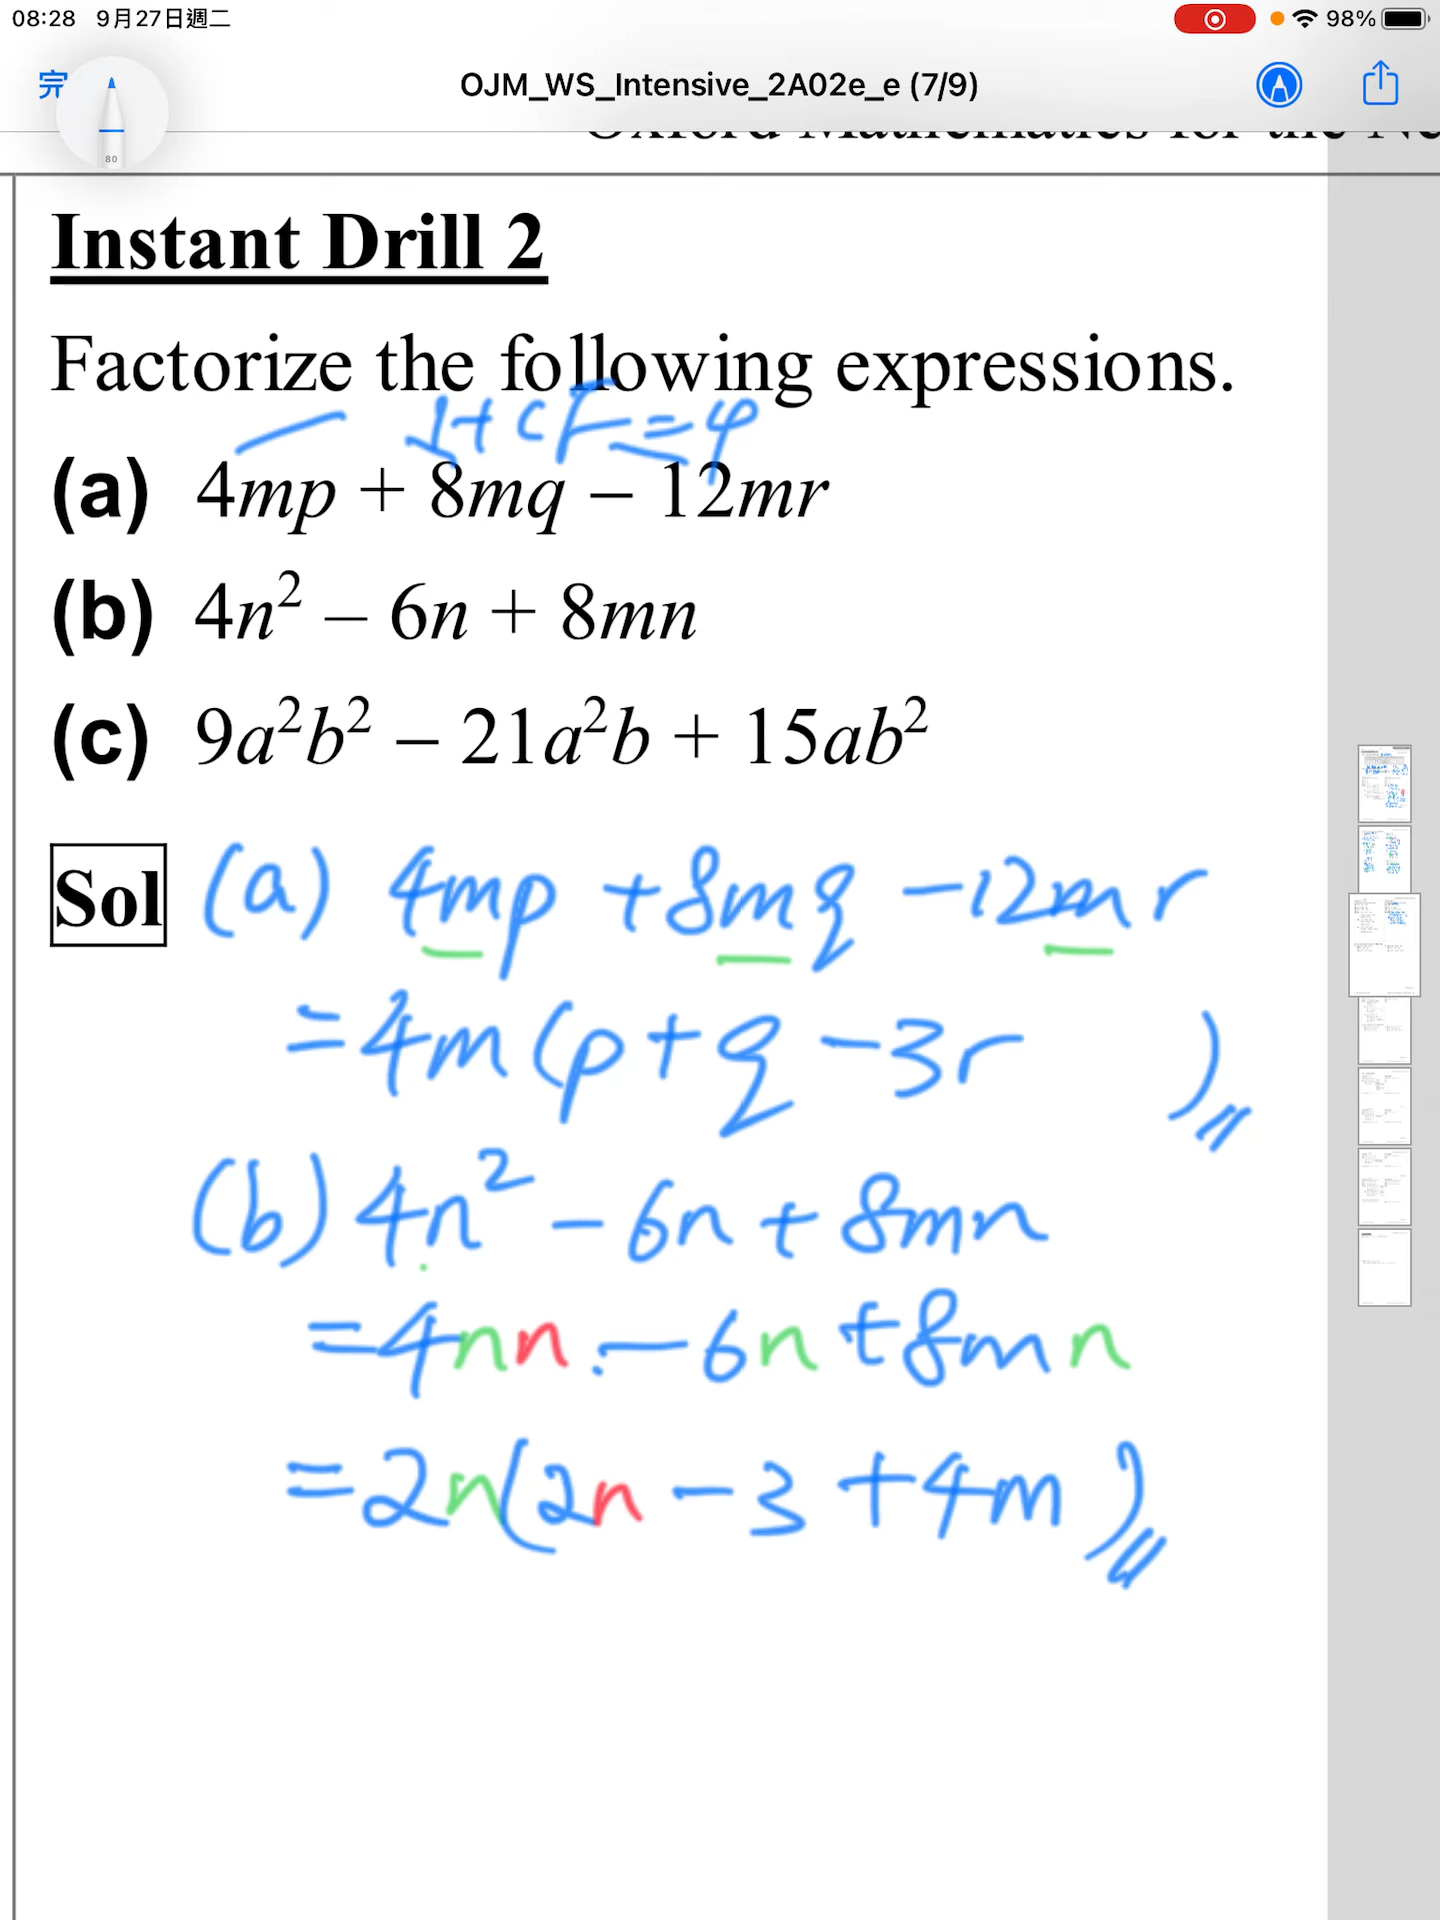 08:28 9月27日週二 98%
完 OJM_WS_Intensive_2A02e_e (7/9)
80
Instant Drill 2
Factorize the following expressions.
HCF=4
(a) 4mp + 8mq – 12mr
(b) 4n² – 6n + 8mn
(c) 9a²b² – 21a²b + 15ab²
Sol (a) 4mp +8mq -12mr
=4m(p+q-3r )
(b) 4n² - 6n + 8mn
=4nn - 6n + 8mn
=2n(2n - 3 + 4m)